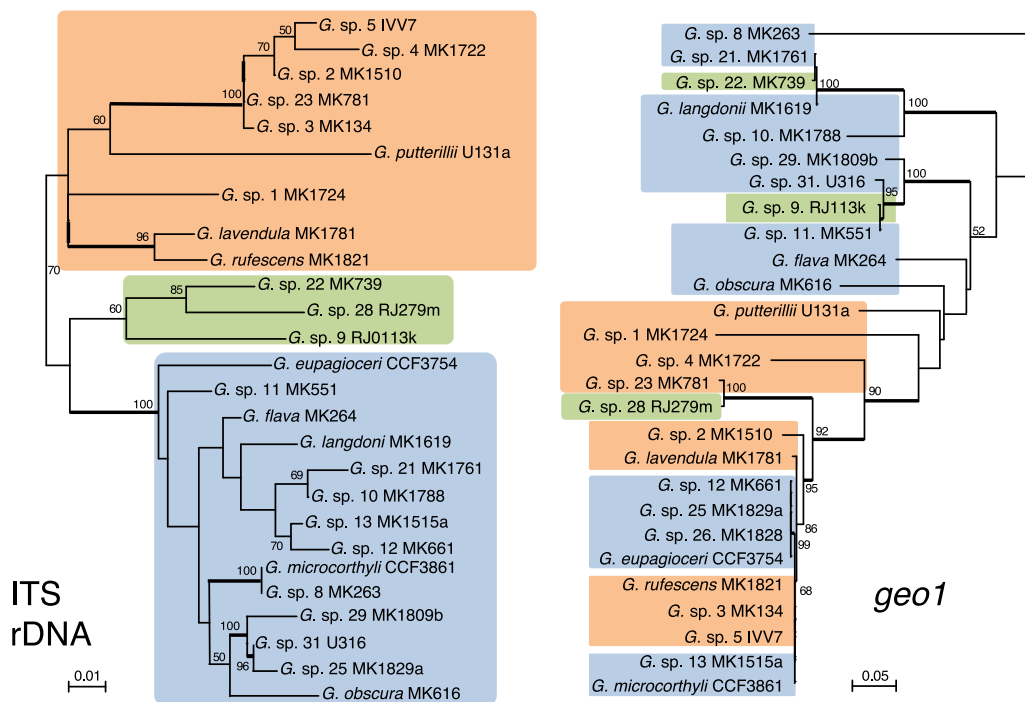 G. sp. 5 IVV7
50
G. sp. 4 MK1722
70
G. sp. 2 MK1510
100
G. sp. 23 MK781
G. sp. 3 MK134
60
G. putterillii U131a
G. sp. 1 MK1724
G. lavendula MK1781
96
G. rufescens MK1821
70
G. sp. 22 MK739
85
G. sp. 28 RJ279m
60
G. sp. 9 RJ0113k
G. eupagioceri CCF3754
100
G. sp. 11 MK551
G. flava MK264
G. langdoni MK1619
G. sp. 21 MK1761
69
G. sp. 10 MK1788
G. sp. 13 MK1515a
70
G. sp. 12 MK661
G. microcorthyli CCF3861
100
G. sp. 8 MK263
G. sp. 29 MK1809b
100
G. sp. 31 U316
96
G. sp. 25 MK1829a
50
G. obscura MK616
ITS
rDNA
0.01
G. sp. 8 MK263
G. sp. 21. MK1761
G. sp. 22. MK739
100
G. langdonii MK1619
100
G. sp. 10. MK1788
G. sp. 29. MK1809b
100
G. sp. 31. U316
95
G. sp. 9. RJ113k
G. sp. 11. MK551
52
G. flava MK264
G. obscura MK616
G. putterillii U131a
G. sp. 1 MK1724
G. sp. 4 MK1722
90
G. sp. 23 MK781
100
G. sp. 28 RJ279m
92
G. sp. 2 MK1510
G. lavendula MK1781
95
G. sp. 12 MK661
G. sp. 25 MK1829a
86
G. sp. 26. MK1828
99
G. eupagioceri CCF3754
G. rufescens MK1821
68
G. sp. 3 MK134
G. sp. 5 IVV7
G. sp. 13 MK1515a
G. microcorthyli CCF3861
geo1
0.05